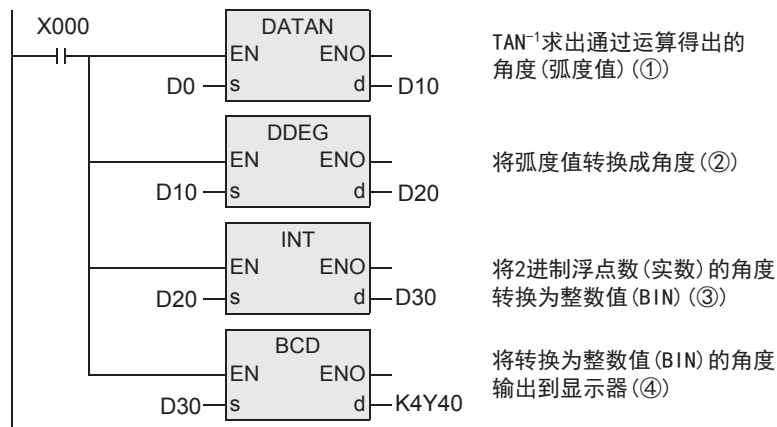 X000
DATAN
EN ENO
D0 s d D10
TAN⁻¹求出通过运算得出的
角度(弧度值)(①)
DDEG
EN ENO
D10 s d D20
将弧度值转换成角度(②)
INT
EN ENO
D20 s d D30
将2进制浮点数(实数)的角度
转换为整数值(BIN)(③)
BCD
EN ENO
D30 s d K4Y40
将转换为整数值(BIN)的角度
输出到显示器(④)